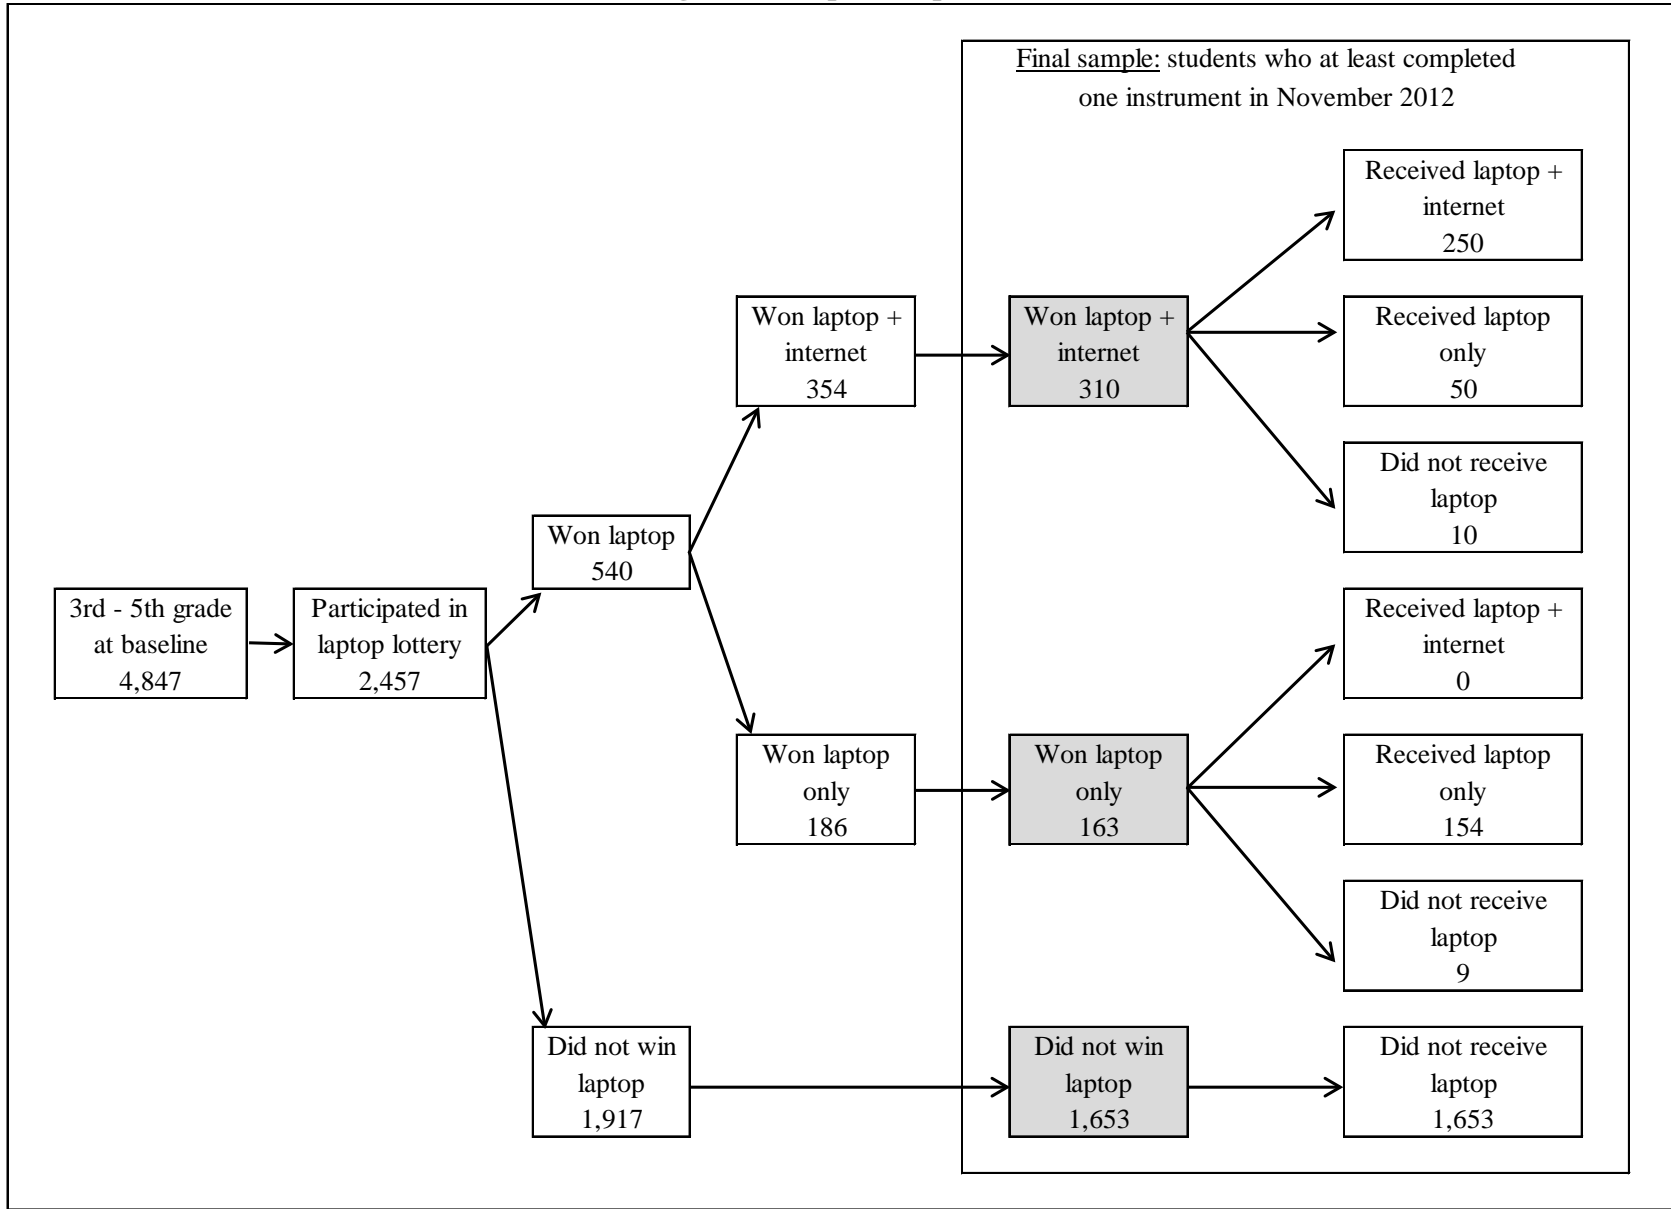 Final sample: students who at least completed
one instrument in November 2012
Received laptop +
internet
250
Won laptop +
internet
354
Won laptop +
internet
310
Received laptop
only
50
Did not receive
laptop
10
Won laptop
540
3rd - 5th grade
at baseline
4,847
Participated in
laptop lottery
2,457
Received laptop +
internet
0
Won laptop
only
186
Won laptop
only
163
Received laptop
only
154
Did not receive
laptop
9
Did not win
laptop
1,917
Did not win
laptop
1,653
Did not receive
laptop
1,653